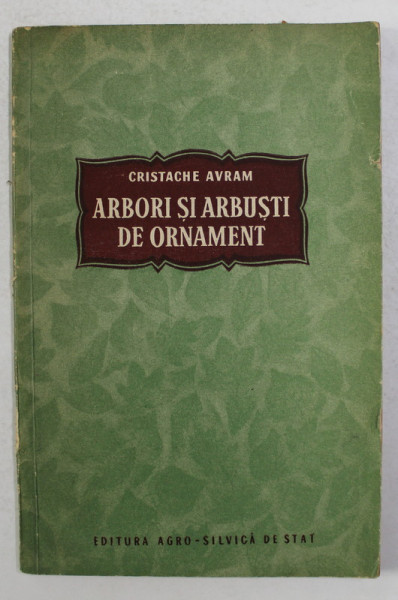 CRISTACHE AVRAM
ARBORI ȘI ARBUȘTI
DE ORNAMENT
EDITURA AGRO-SILVICĂ DE STAT